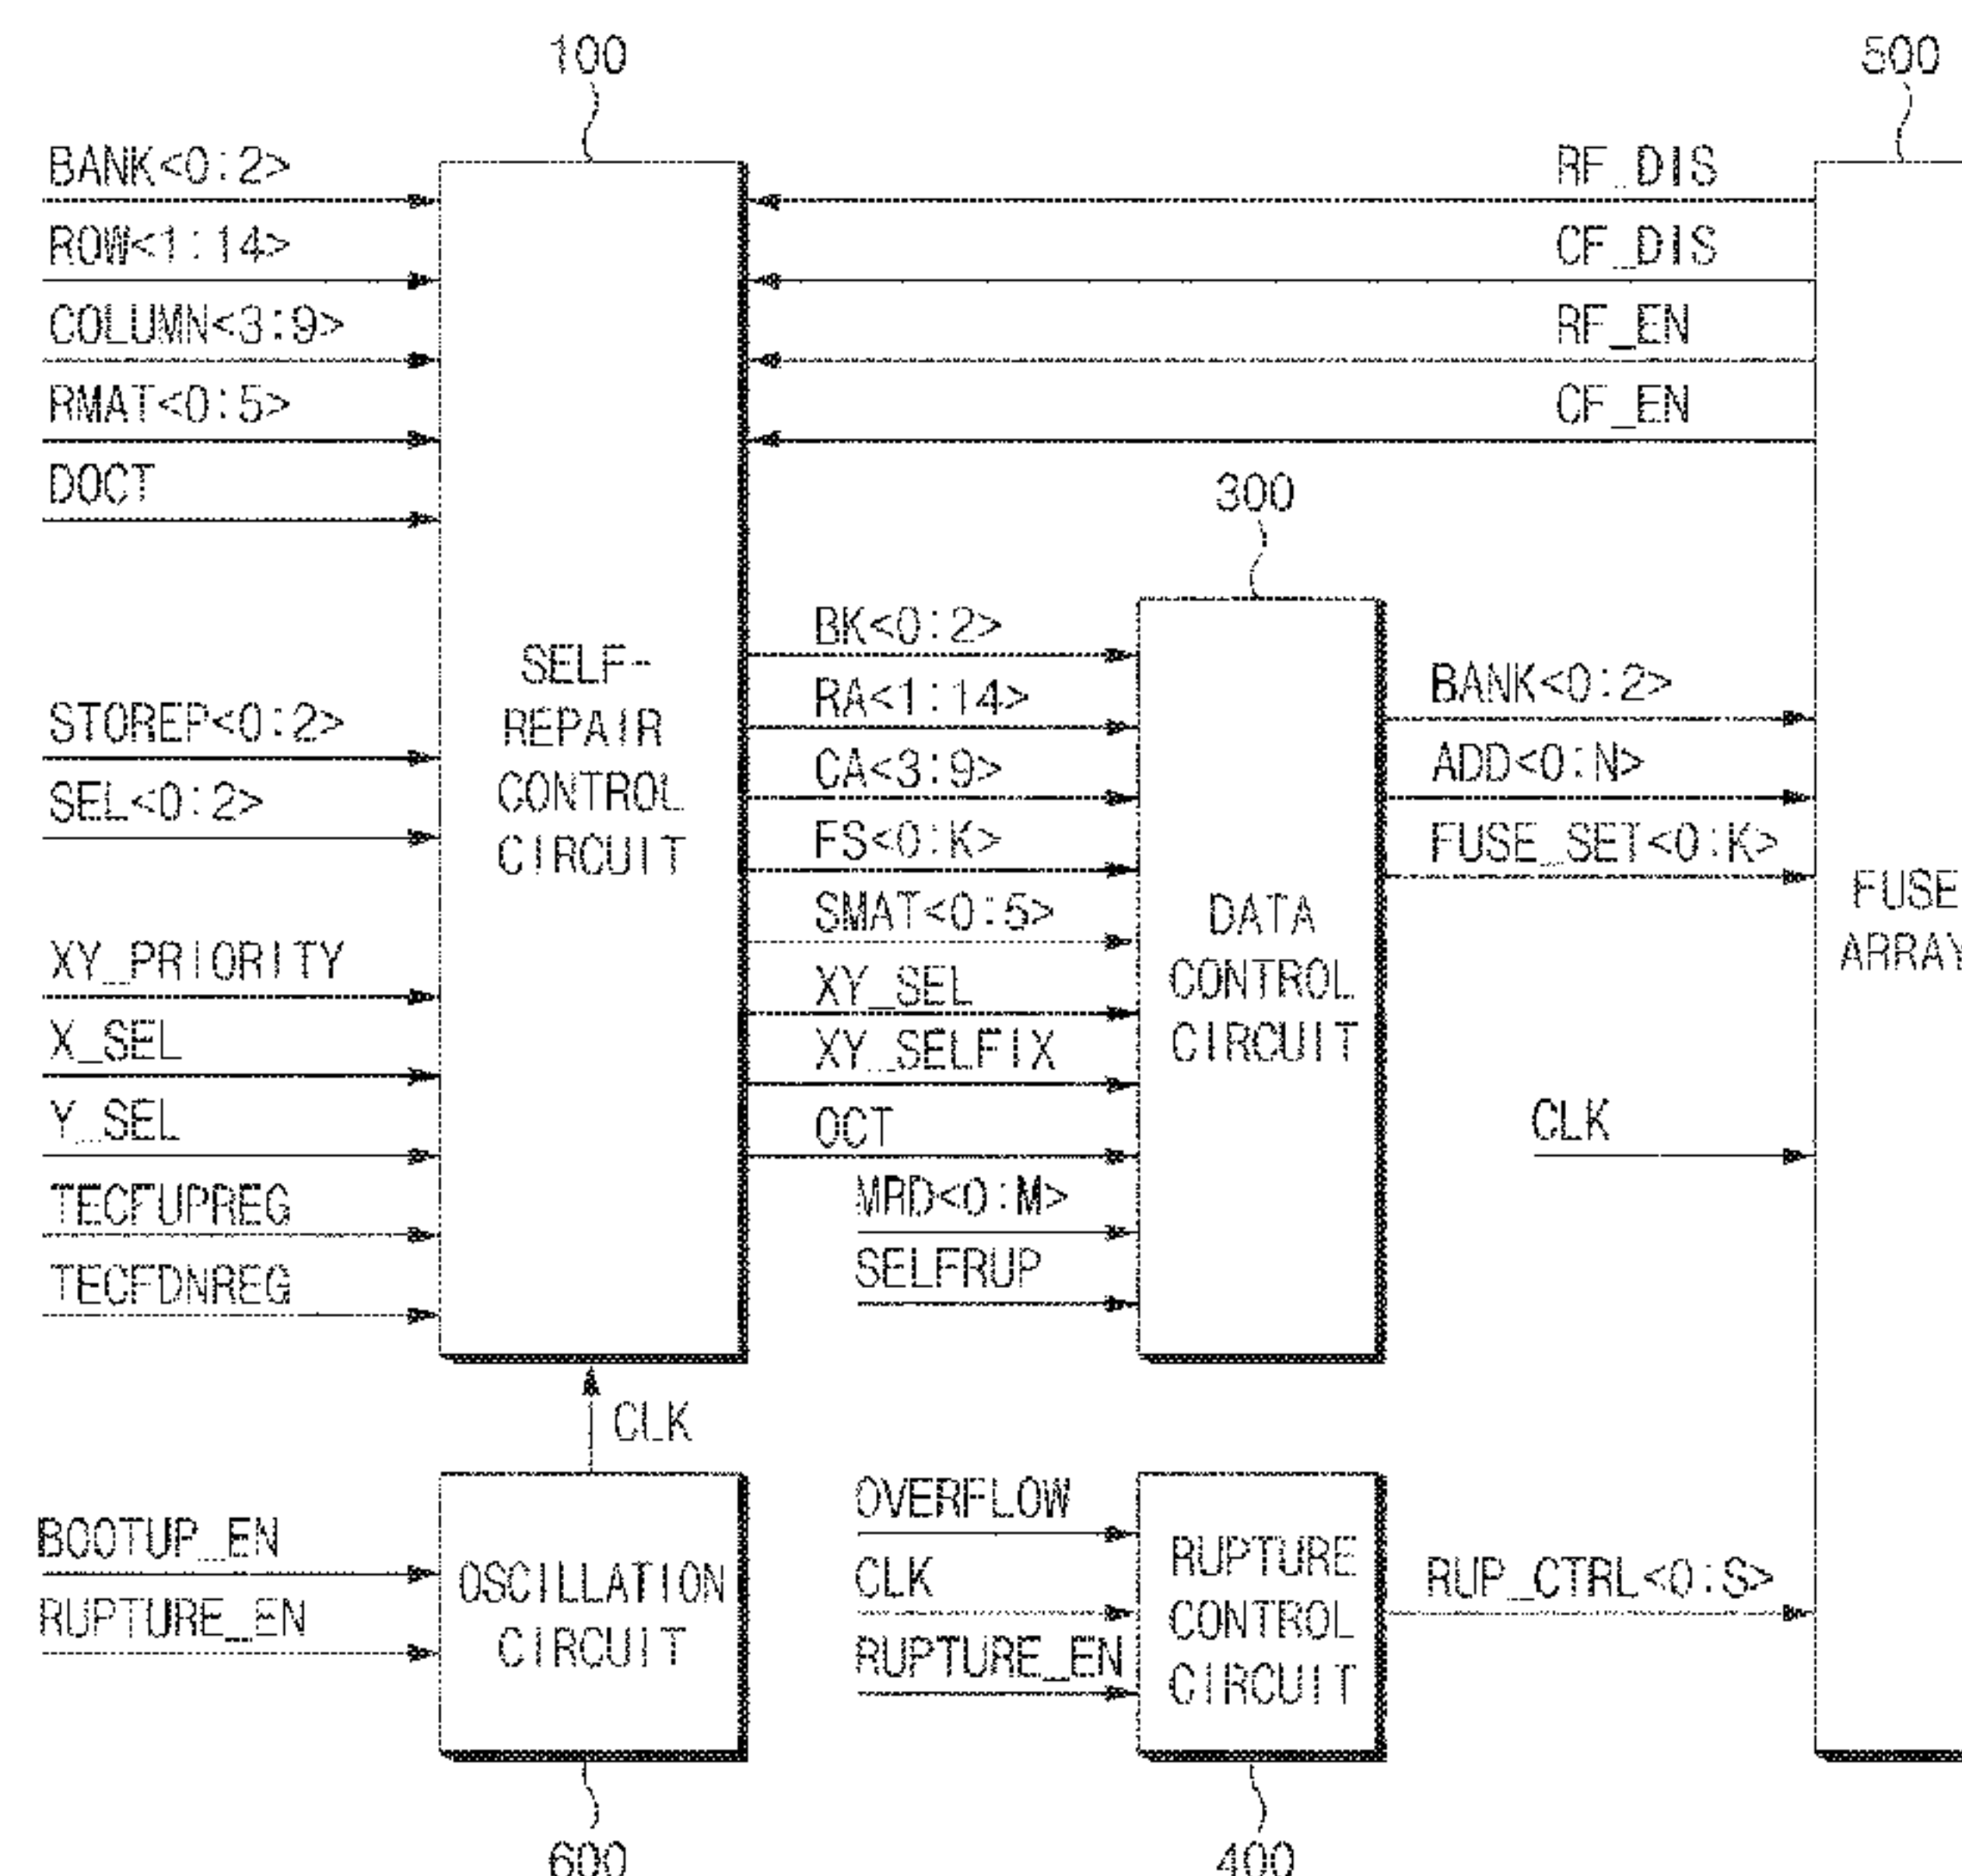 100
500
BANK<0:2>
ROW<1:14>
COLUMN<3:9>
RMAT<0:5>
DOCT
STOREP<0:2>
SEL<0:2>
XY_PRIORITY
X_SEL
Y_SEL
TECFUPREG
TECFDNREG
SELF-
REPAIR
CONTROL
CIRCUIT
RF_DIS
CF_DIS
RF_EN
CF_EN
300
BK<0:2>
RA<1:14>
CA<3:9>
FS<0:K>
SMAT<0:5>
XY_SEL
XY_SELFIX
OCT
MRD<0:M>
SELFRUP
DATA
CONTROL
CIRCUIT
BANK<0:2>
ADD<0:N>
FUSE_SET<0:K>
CLK
FUSE
ARRAY
CLK
BOOTUP_EN
RUPTURE_EN
OSCILLATION
CIRCUIT
OVERFLOW
CLK
RUPTURE_EN
RUPTURE
CONTROL
CIRCUIT
RUP_CTRL<0:S>
600
400